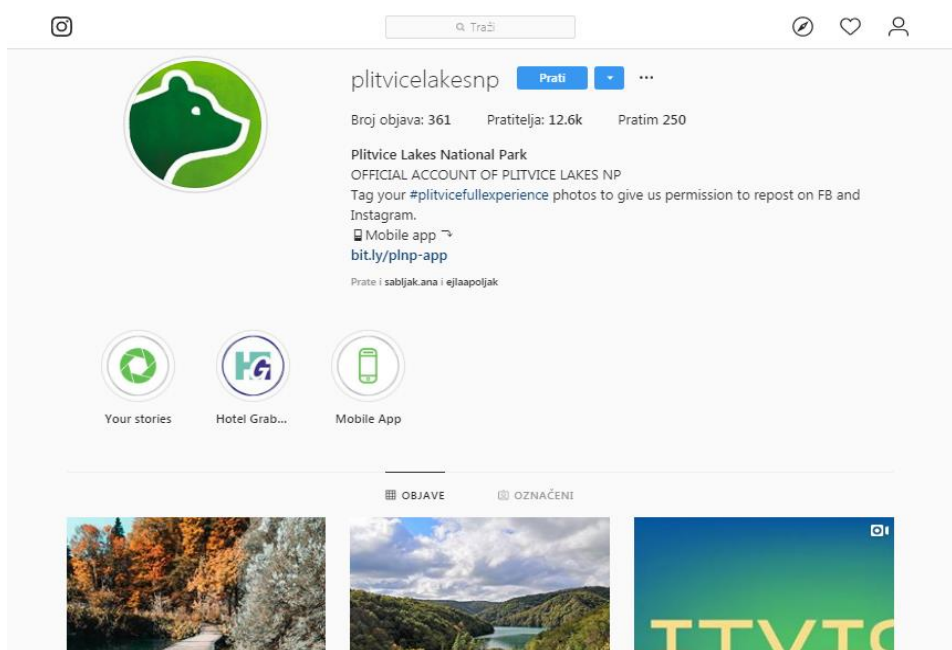 Traži
plitvicelakesnp Prati ...
Broj objava: 361 Pratitelja: 12.6k Pratim 250
Plitvice Lakes National Park
OFFICIAL ACCOUNT OF PLITVICE LAKES NP
Tag your #plitvicefullexperience photos to give us permission to repost on FB and
Instagram.
Mobile app
bit.ly/plnp-app
Prate i sabljak.ana i ejlaapoljak
HG
Your stories Hotel Grab... Mobile App
OBJAVE OZNAČENI